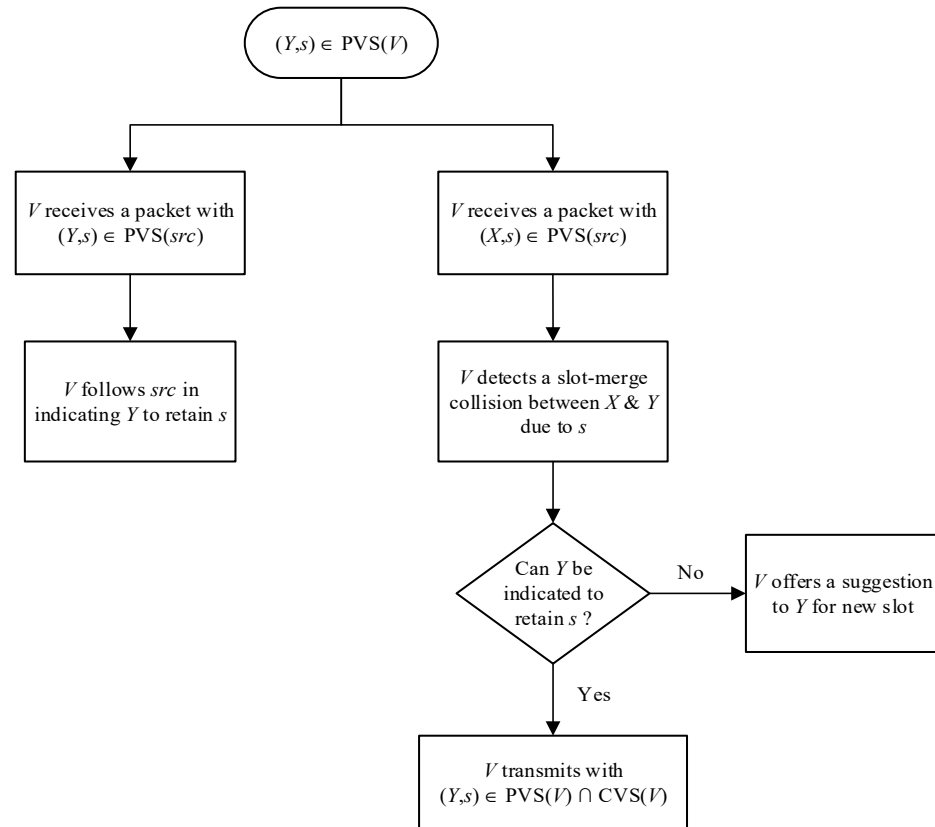 (Y,s) ∈ PVS(V)
V receives a packet with
(Y,s) ∈ PVS(src)
V receives a packet with
(X,s) ∈ PVS(src)
V follows src in
indicating Y to retain s
V detects a slot-merge
collision between X & Y
due to s
Can Y be
indicated to
retain s ?
No
V offers a suggestion
to Y for new slot
Yes
V transmits with
(Y,s) ∈ PVS(V) ∩ CVS(V)